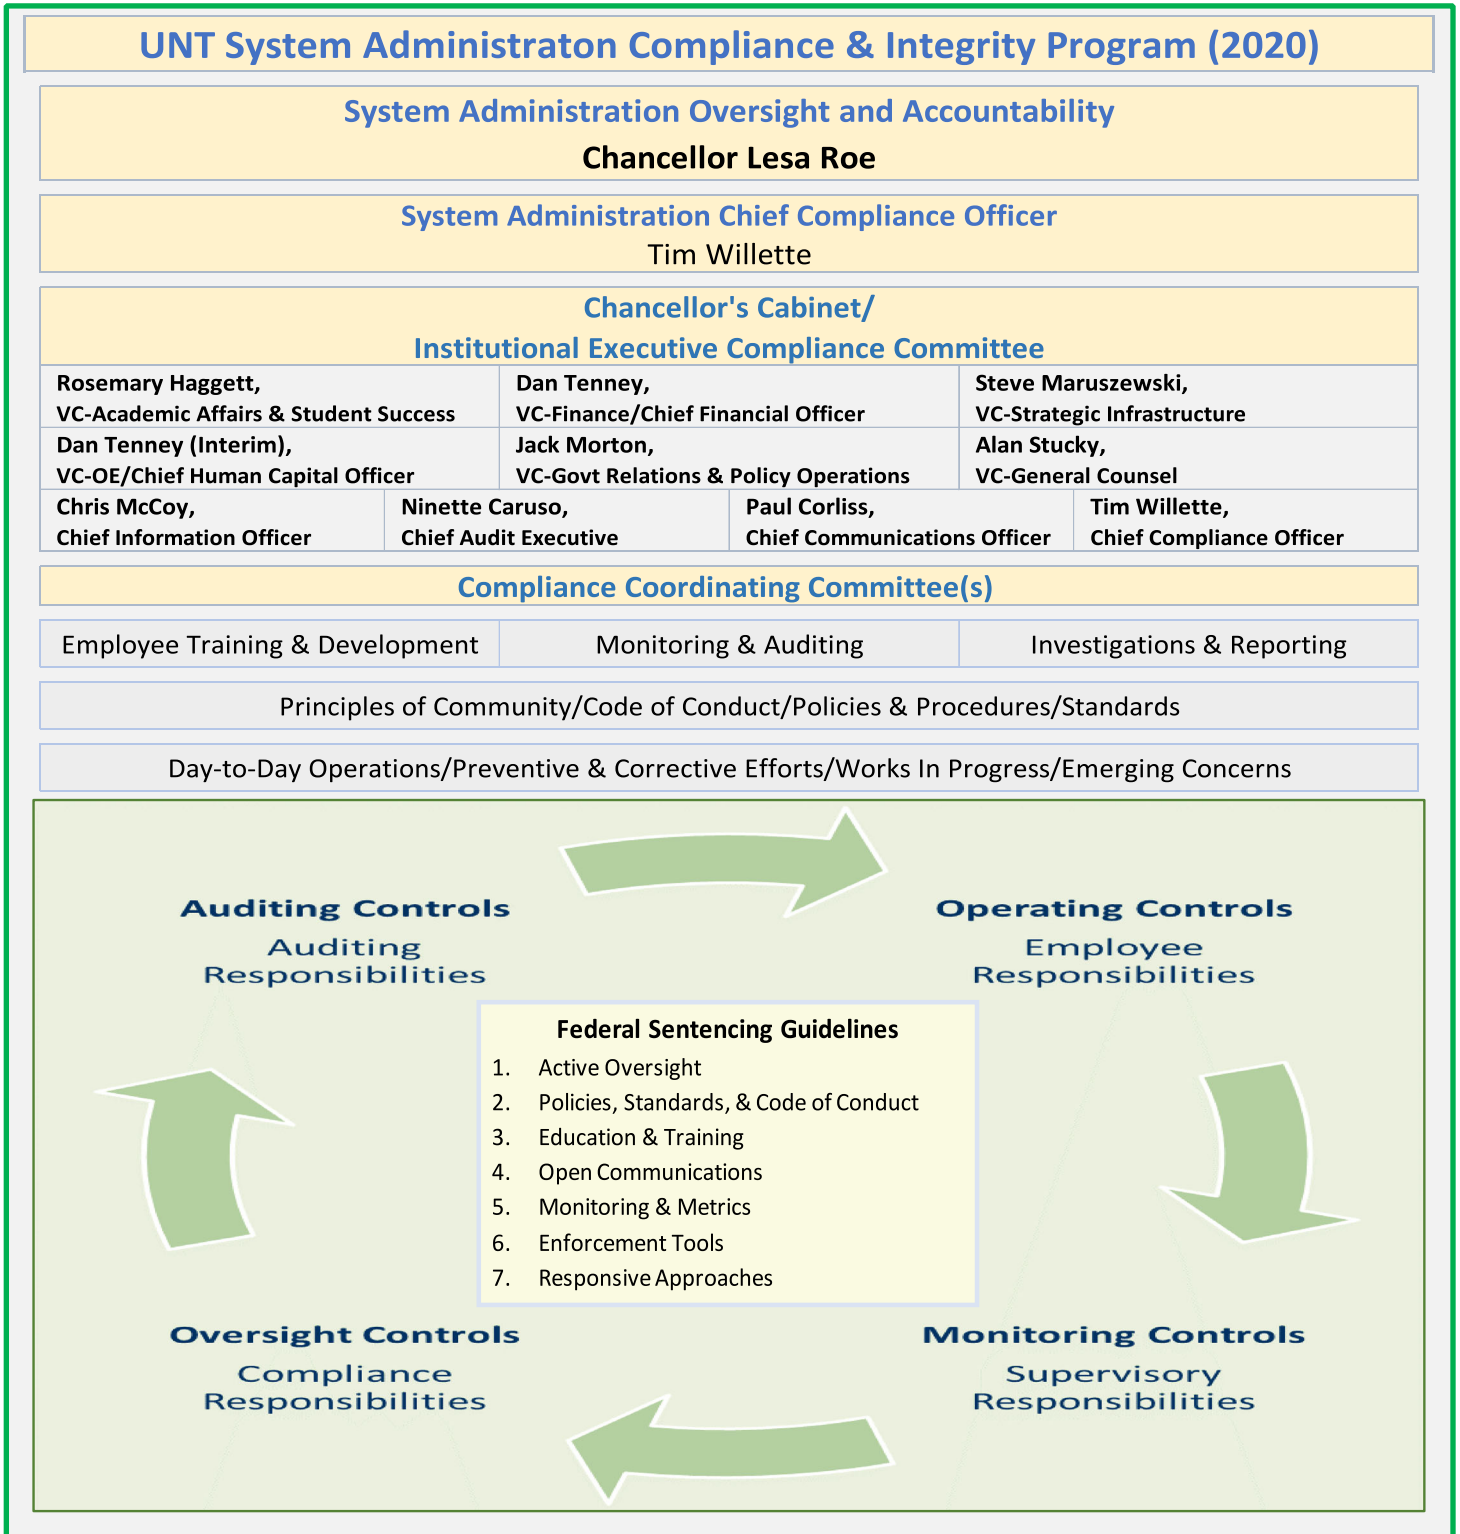 UNT System Administraton Compliance & Integrity Program (2020)
System Administration Oversight and Accountability
Chancellor Lesa Roe
System Administration Chief Compliance Officer
Tim Willette
Chancellor's Cabinet/
Institutional Executive Compliance Committee
Rosemary Haggett,
VC-Academic Affairs & Student Success
Dan Tenney,
VC-Finance/Chief Financial Officer
Steve Maruszewski,
VC-Strategic Infrastructure
Dan Tenney (Interim),
VC-OE/Chief Human Capital Officer
Jack Morton,
VC-Govt Relations & Policy Operations
Alan Stucky,
VC-General Counsel
Chris McCoy,
Chief Information Officer
Ninette Caruso,
Chief Audit Executive
Paul Corliss,
Chief Communications Officer
Tim Willette,
Chief Compliance Officer
Compliance Coordinating Committee(s)
Employee Training & Development
Monitoring & Auditing
Investigations & Reporting
Principles of Community/Code of Conduct/Policies & Procedures/Standards
Day-to-Day Operations/Preventive & Corrective Efforts/Works In Progress/Emerging Concerns
Auditing Controls
Auditing
Responsibilities
Operating Controls
Employee
Responsibilities
Federal Sentencing Guidelines
1. Active Oversight
2. Policies, Standards, & Code of Conduct
3. Education & Training
4. Open Communications
5. Monitoring & Metrics
6. Enforcement Tools
7. Responsive Approaches
Oversight Controls
Compliance
Responsibilities
Monitoring Controls
Supervisory
Responsibilities